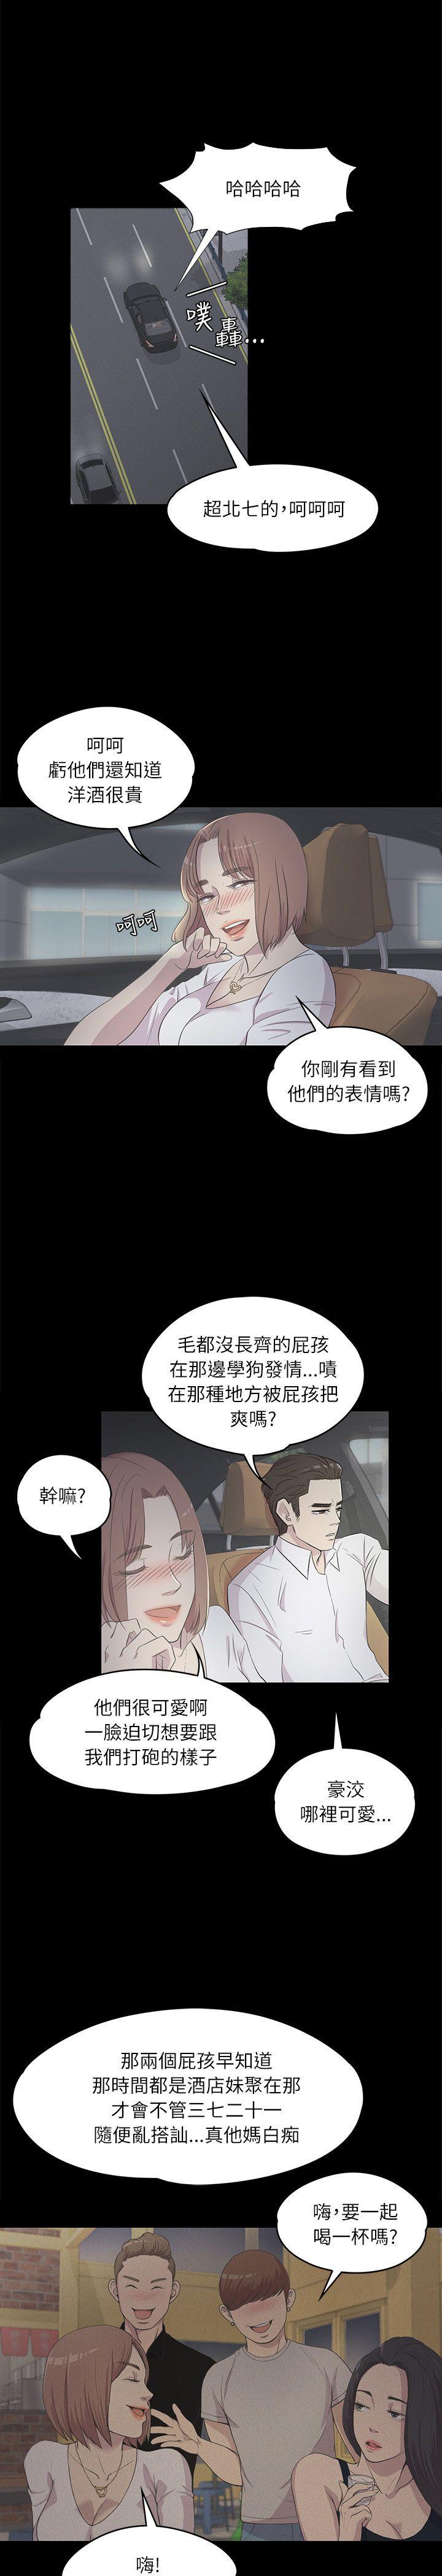 哈哈哈哈
噗
轟...
超北七的，呵呵呵
呵呵
虧他們還知道
洋酒很貴
呵呵
你剛有看到
他們的表情嗎?
毛都沒長齊的屁孩
在那邊學狗發情...嘖
在那種地方被屁孩把
爽嗎?
幹嘛?
他們很可愛啊
一臉迫切想要跟
我們打砲的樣子
豪洨
哪裡可愛...
那兩個屁孩早知道
那時間都是酒店妹聚在那
才會不管三七二十一
隨便亂搭訕...真他媽白痴
嗨，要一起
喝一杯嗎?
嗨!